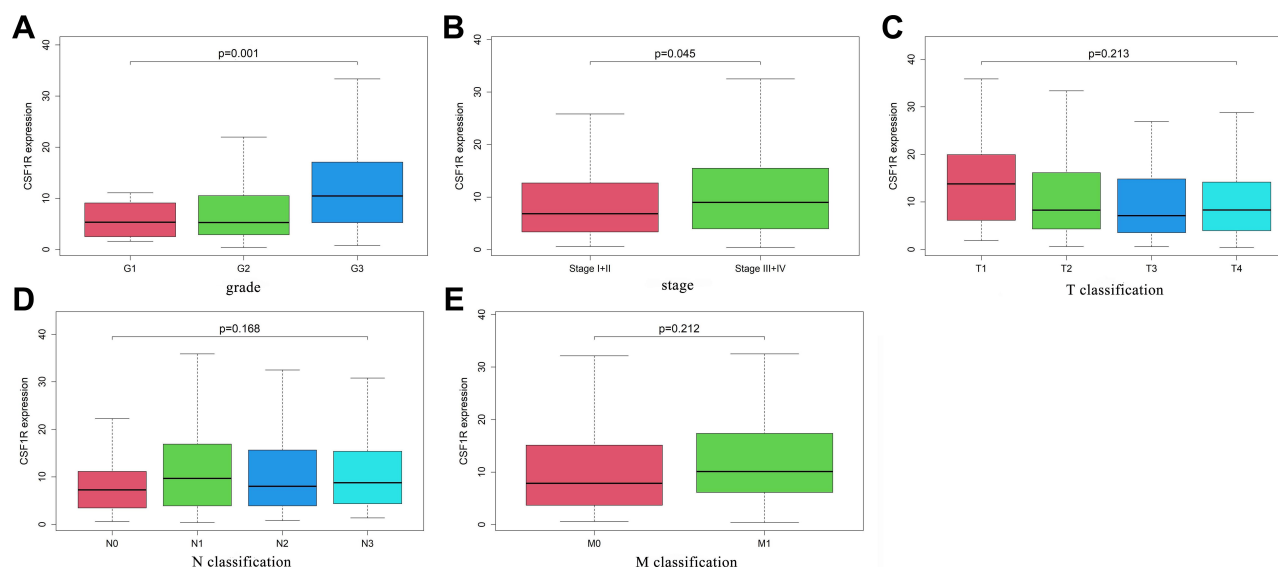 A
p=0.001
CSF1R expression
40
30
20
10
0
G1 G2 G3
grade
B
p=0.045
CSF1R expression
40
30
20
10
0
Stage I+II Stage III+IV
stage
C
p=0.213
CSF1R expression
40
30
20
10
0
T1 T2 T3 T4
T classification
D
p=0.168
CSF1R expression
40
30
20
10
0
N0 N1 N2 N3
N classification
E
p=0.212
CSF1R expression
40
30
20
10
0
M0 M1
M classification